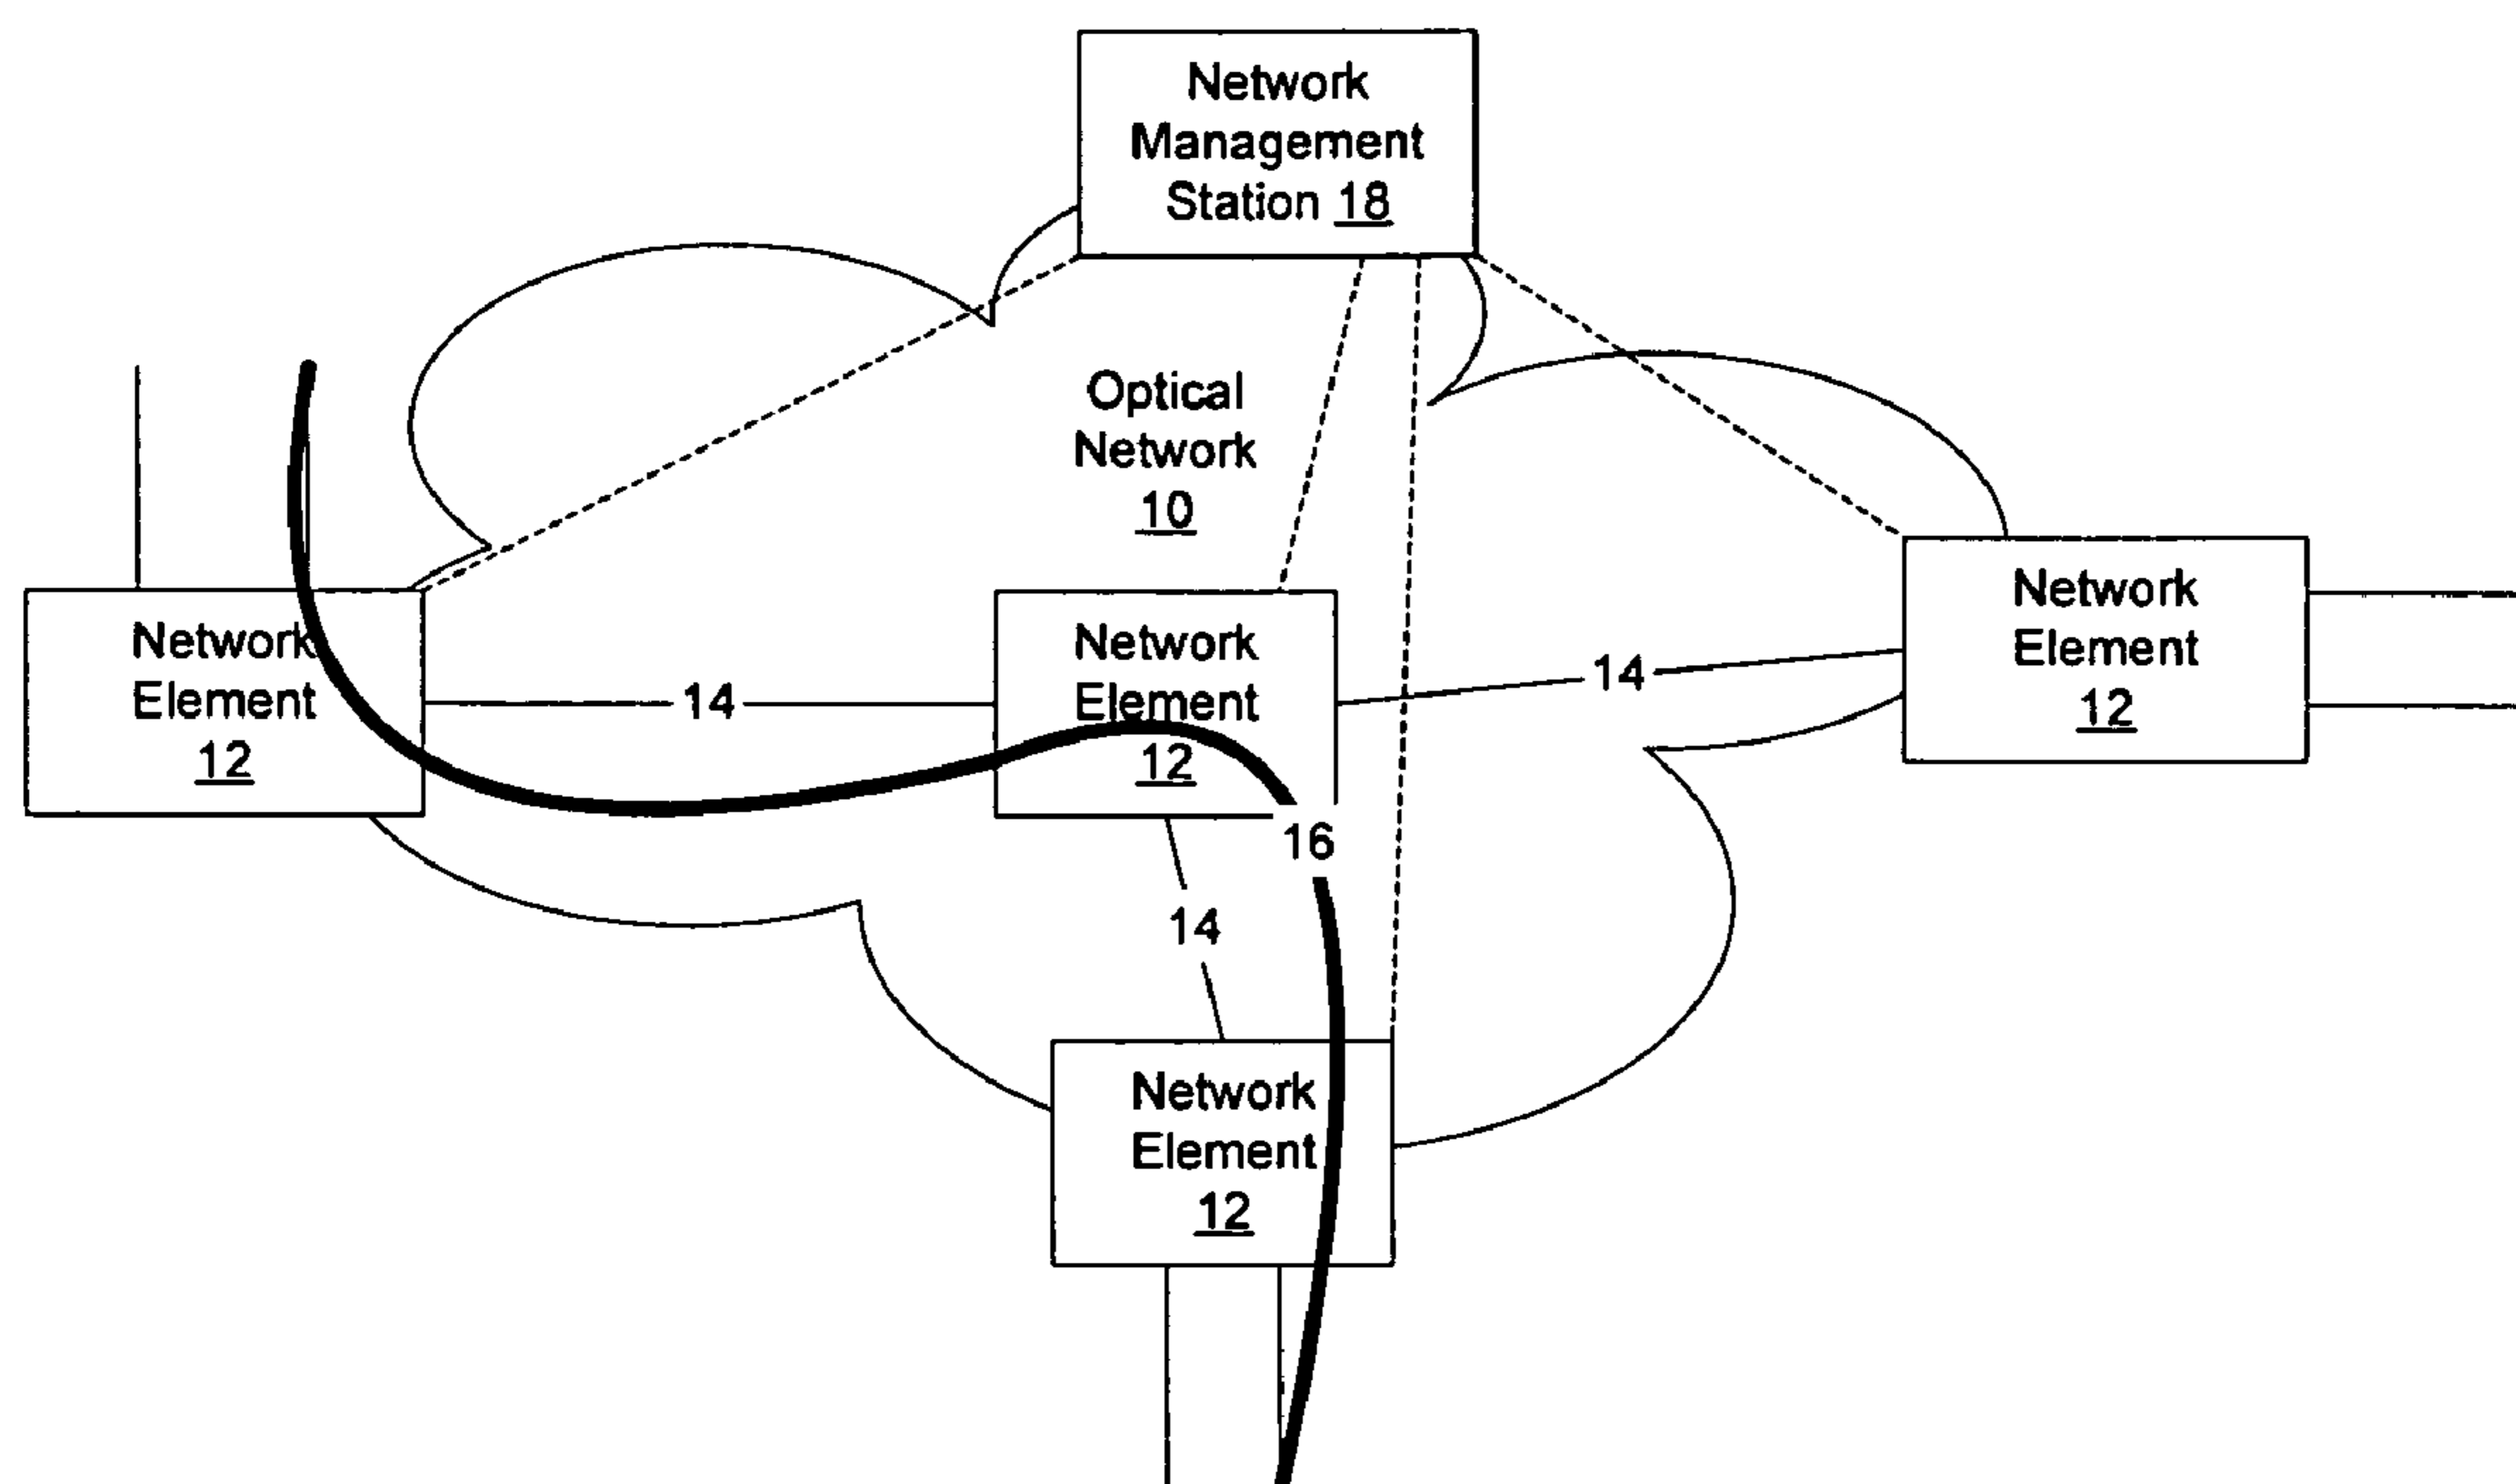 Network
Management
Station 18
Optical
Network
10
Network
Element
12
14
Network
Element
12
14
Network
Element
12
16
14
Network
Element
12